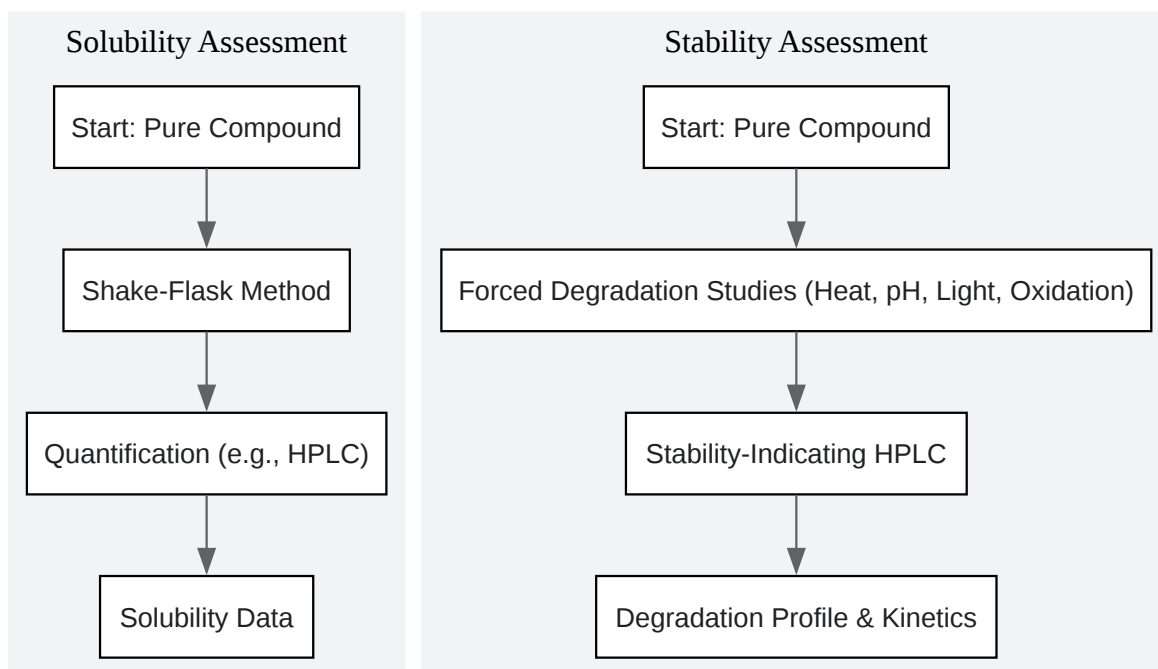 Solubility Assessment
Start: Pure Compound
Shake-Flask Method
Quantification (e.g., HPLC)
Solubility Data
Stability Assessment
Start: Pure Compound
Forced Degradation Studies (Heat, pH, Light, Oxidation)
Stability-Indicating HPLC
Degradation Profile & Kinetics